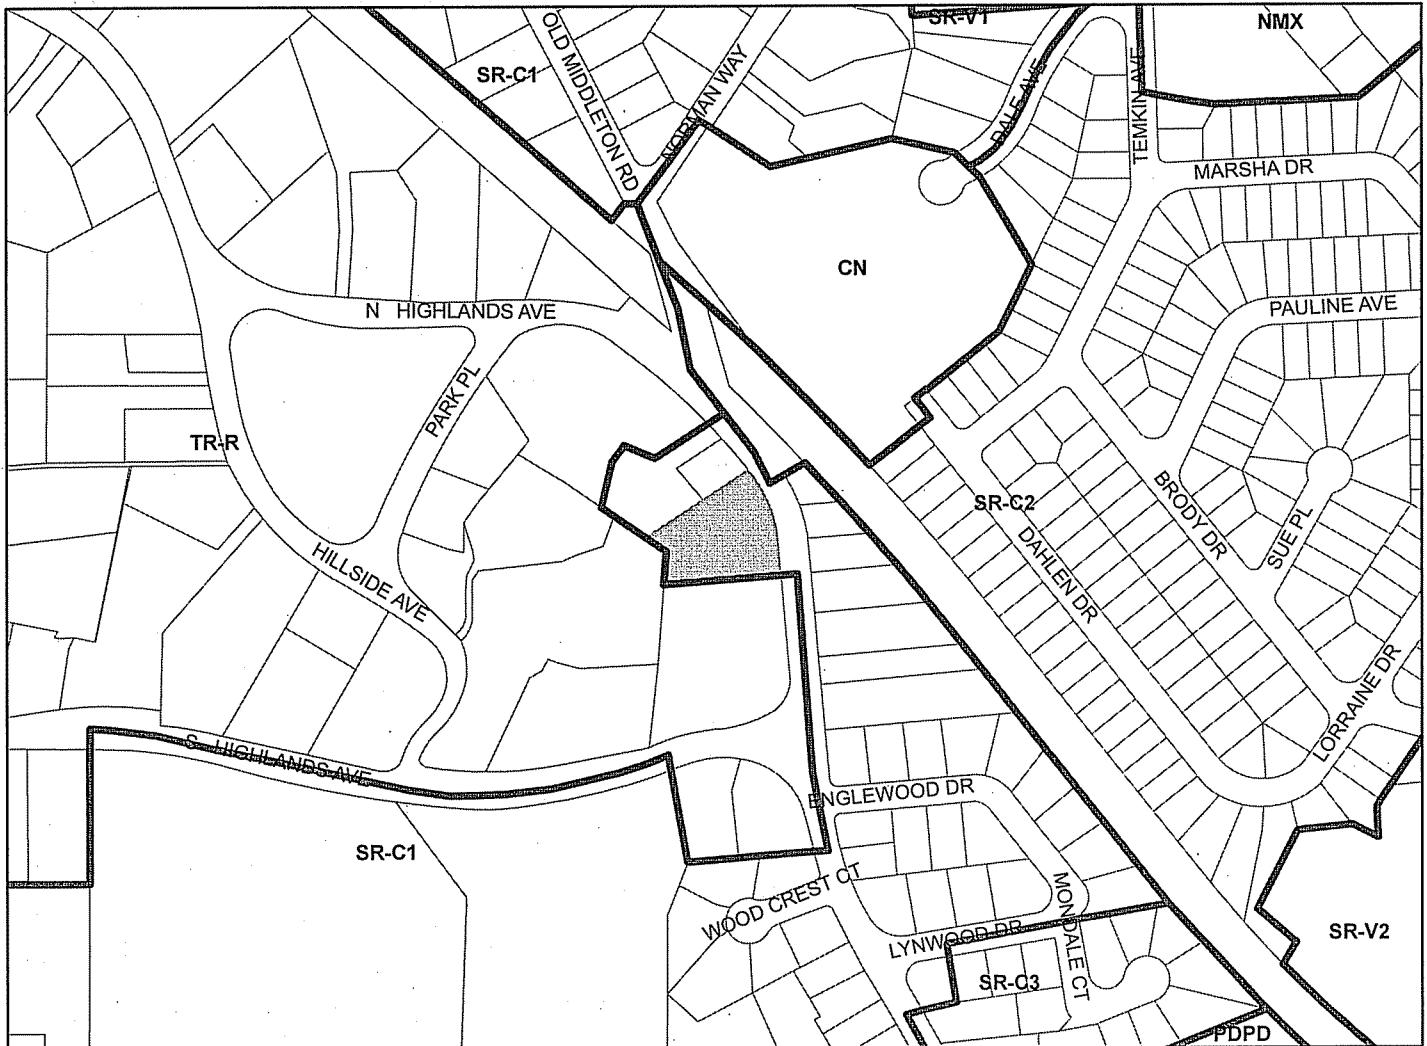 SR-V1
NMX
SR-C1
OLD MIDDLETON RD
NORMAN WAY
DALE AVE
TEMKIN AVE
MARSHA DR
CN
N HIGHLANDS AVE
PAULINE AVE
PARK PL
TR-R
SR-C2
BRODY DR
SUE PL
DAHLEN DR
HILLSIDE AVE
LORRAINE DR
S HIGHLANDS AVE
ENGLEWOOD DR
SR-C1
WOOD CREST CT
MONDALE CT
LYNWOOD DR
SR-V2
SR-C3
PDPD